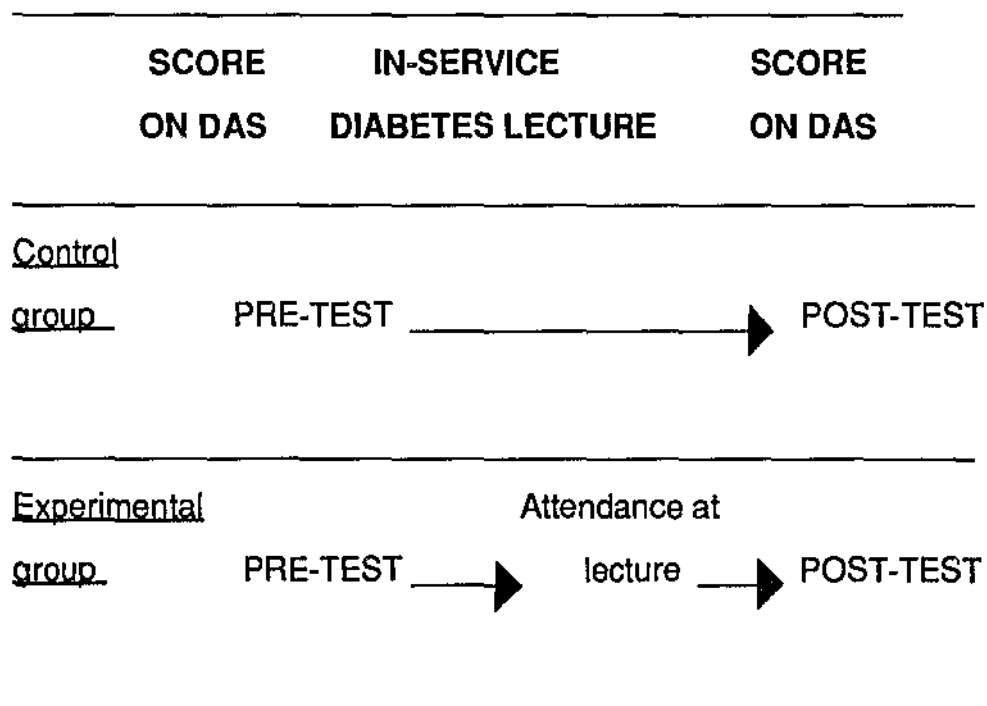 SCORE IN-SERVICE SCORE
ON DAS DIABETES LECTURE ON DAS
Control
group PRE-TEST POST-TEST
Experimental Attendance at
group PRE-TEST lecture POST-TEST